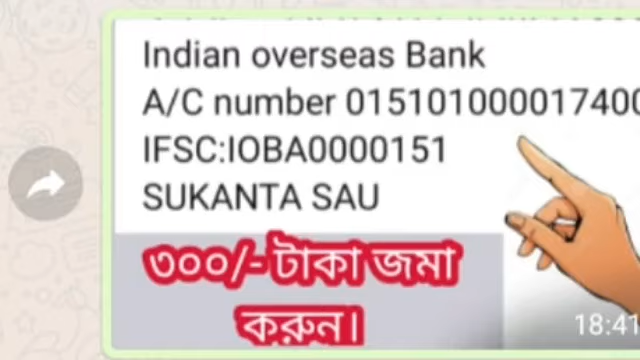 Indian overseas Bank
A/C number 015101000017400
IFSC:IOBA0000151
SUKANTA SAU
৩০০/- টাকা জমা
করুন।
18:41